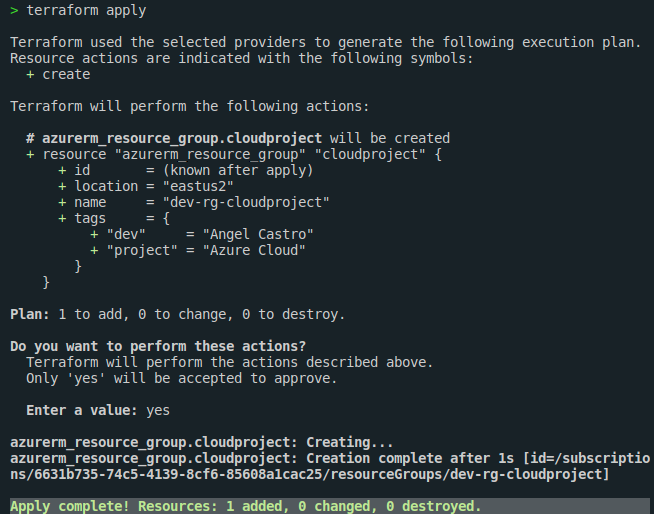 > terraform apply
Terraform used the selected providers to generate the following execution plan.
Resource actions are indicated with the following symbols:
  + create
Terraform will perform the following actions:
  # azurerm_resource_group.cloudproject will be created
  + resource "azurerm_resource_group" "cloudproject" {
      + id       = (known after apply)
      + location = "eastus2"
      + name     = "dev-rg-cloudproject"
      + tags     = {
          + "dev"     = "Angel Castro"
          + "project" = "Azure Cloud"
        }
    }
Plan: 1 to add, 0 to change, 0 to destroy.
Do you want to perform these actions?
  Terraform will perform the actions described above.
  Only 'yes' will be accepted to approve.
  Enter a value: yes
azurerm_resource_group.cloudproject: Creating...
azurerm_resource_group.cloudproject: Creation complete after 1s [id=/subscriptio
ns/6631b735-74c5-4139-8cf6-85608a1cac25/resourceGroups/dev-rg-cloudproject]
Apply complete! Resources: 1 added, 0 changed, 0 destroyed.